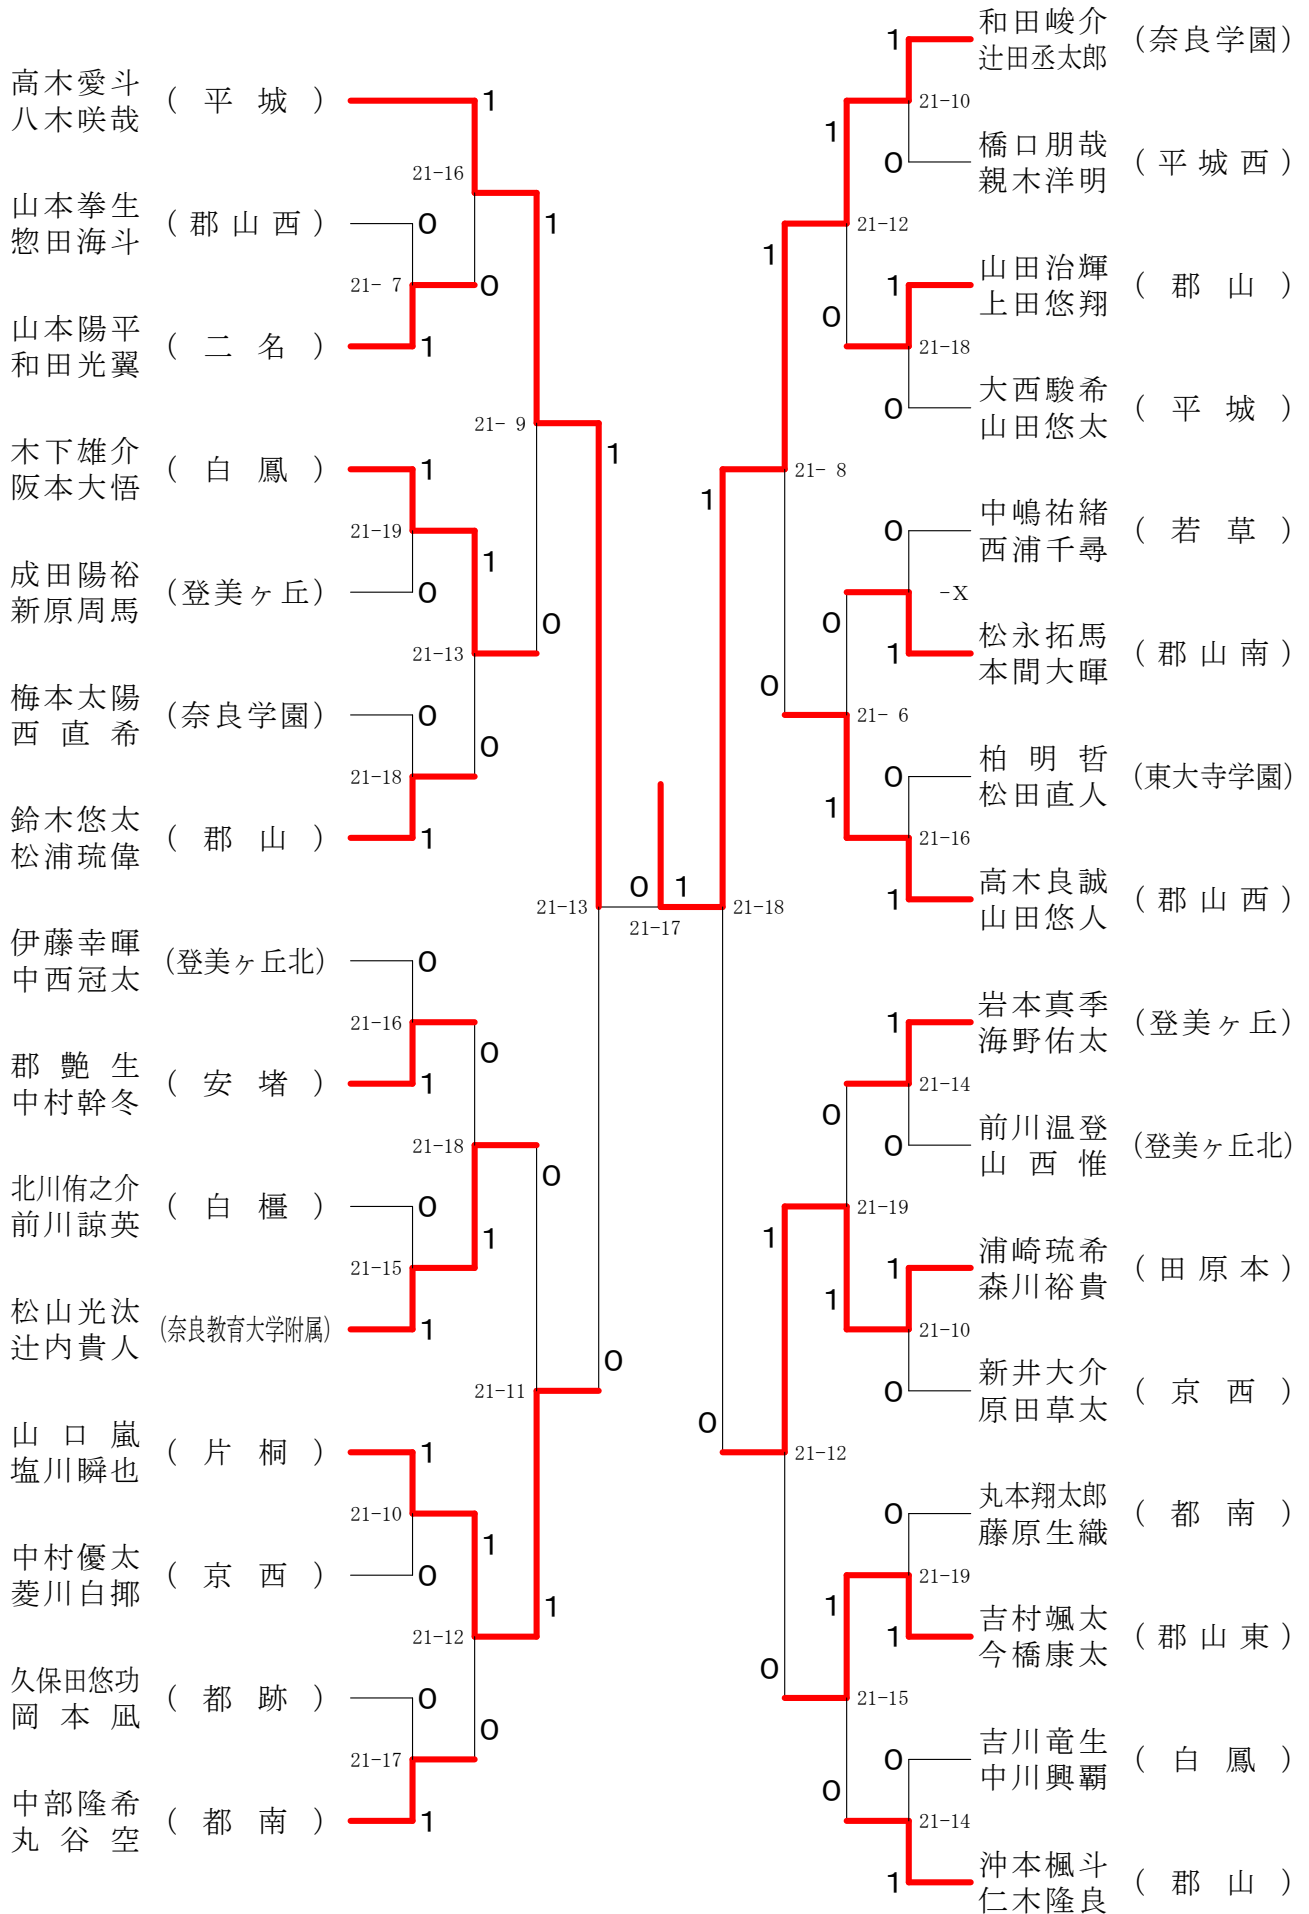 高木愛斗
八木咲哉
(平城)
1
21-16
山本拳生
惣田海斗
(郡山西)
0
1
21- 7
0
山本陽平
和田光翼
(二名)
1
21- 9
1
木下雄介
阪本大悟
(白鳳)
1
21-19
1
成田陽裕
新原周馬
(登美ヶ丘)
0
0
21-13
梅本太陽
西直希
(奈良学園)
0
0
21-18
鈴木悠太
松浦琉偉
(郡山)
1
21-13
伊藤幸暉
中西冠太
(登美ヶ丘北)
0
21-16
0
郡艶生
中村幹冬
(安堵)
1
21-18
0
北川侑之介
前川諒英
(白橿)
0
1
21-15
松山光汰
辻内貴人
(奈良教育大学附属)
1
0
21-11
山口嵐
塩川瞬也
(片桐)
1
21-10
1
中村優太
菱川白揶
(京西)
0
1
21-12
久保田悠功
岡本凪
(都跡)
0
0
21-17
中部隆希
丸谷空
(都南)
1
0
1
21-17
和田峻介
辻田丞太郎
(奈良学園)
1
21-10
1
橋口朋哉
親木洋明
(平城西)
0
21-12
1
山田治輝
上田悠翔
(郡山)
1
0
21-18
大西駿希
山田悠太
(平城)
0
21- 8
1
中嶋祐緒
西浦千尋
(若草)
0
-X
0
松永拓馬
本間大暉
(郡山南)
1
0
21- 6
柏明哲
松田直人
(東大寺学園)
0
1
21-16
高木良誠
山田悠人
(郡山西)
1
21-18
岩本真季
海野佑太
(登美ヶ丘)
1
21-14
0
前川温登
山西惟
(登美ヶ丘北)
0
21-19
1
浦崎琉希
森川裕貴
(田原本)
1
1
21-10
新井大介
原田草太
(京西)
0
0
21-12
丸本翔太郎
藤原生織
(都南)
0
21-19
1
吉村颯太
今橋康太
(郡山東)
1
0
21-15
吉川竜生
中川興覇
(白鳳)
0
0
21-14
沖本楓斗
仁木隆良
(郡山)
1